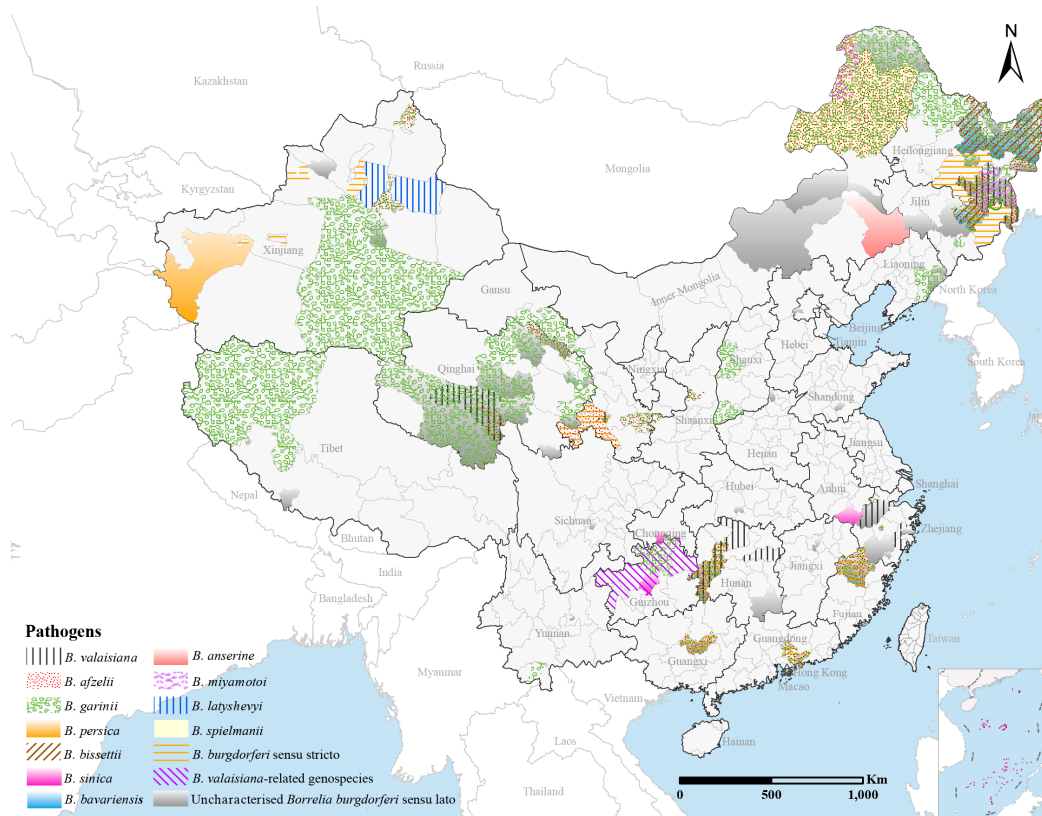 N
Russia
Kazakhstan
Mongolia
Heilongjiang
Kyrgyzstan
Jilin
Xinjiang
Liaoning
Gansu
Inner Mongolia
North Korea
Beijing
Tianjin
Hebei
Shanxi
South Korea
Qinghai
Ningxia
Shandong
Shaanxi
Tibet
Henan
Jiangsu
Nepal
Hubei
Anhui
Shanghai
Sichuan
Zhejiang
Bhutan
Chongqing
India
Jiangxi
Hunan
Bangladesh
Guizhou
Fujian
Yunnan
Guangdong
Taiwan
Guangxi
Hong Kong
Macao
Myanmar
Vietnam
Laos
Hainan
Thailand
Pathogens
B. valaisiana
B. anserine
B. afzelii
B. miyamotoi
B. garinii
B. latyshevyi
B. persica
B. spielmanii
B. bissettii
B. burgdorferi sensu stricto
B. sinica
B. valaisiana-related genospecies
B. bavariensis
Uncharacterised Borrelia burgdorferi sensu lato
Km
0
500
1,000